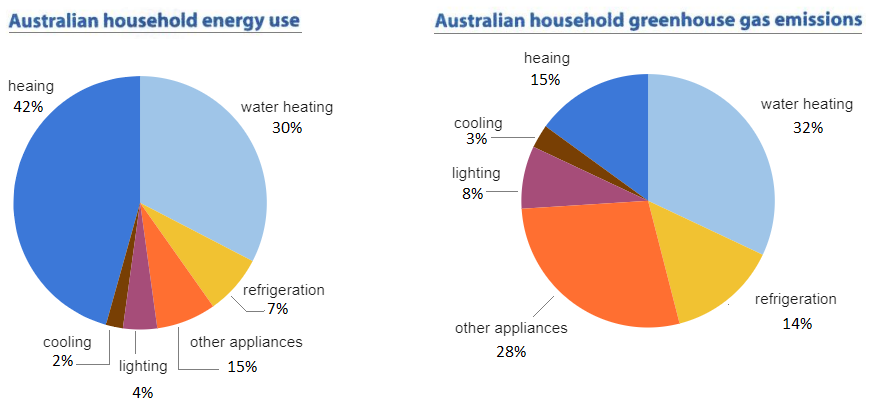 Australian household energy use
heaing
42%
water heating
30%
refrigeration
7%
other appliances
15%
lighting
4%
cooling
2%
Australian household greenhouse gas emissions
heaing
15%
water heating
32%
cooling
3%
lighting
8%
refrigeration
14%
other appliances
28%